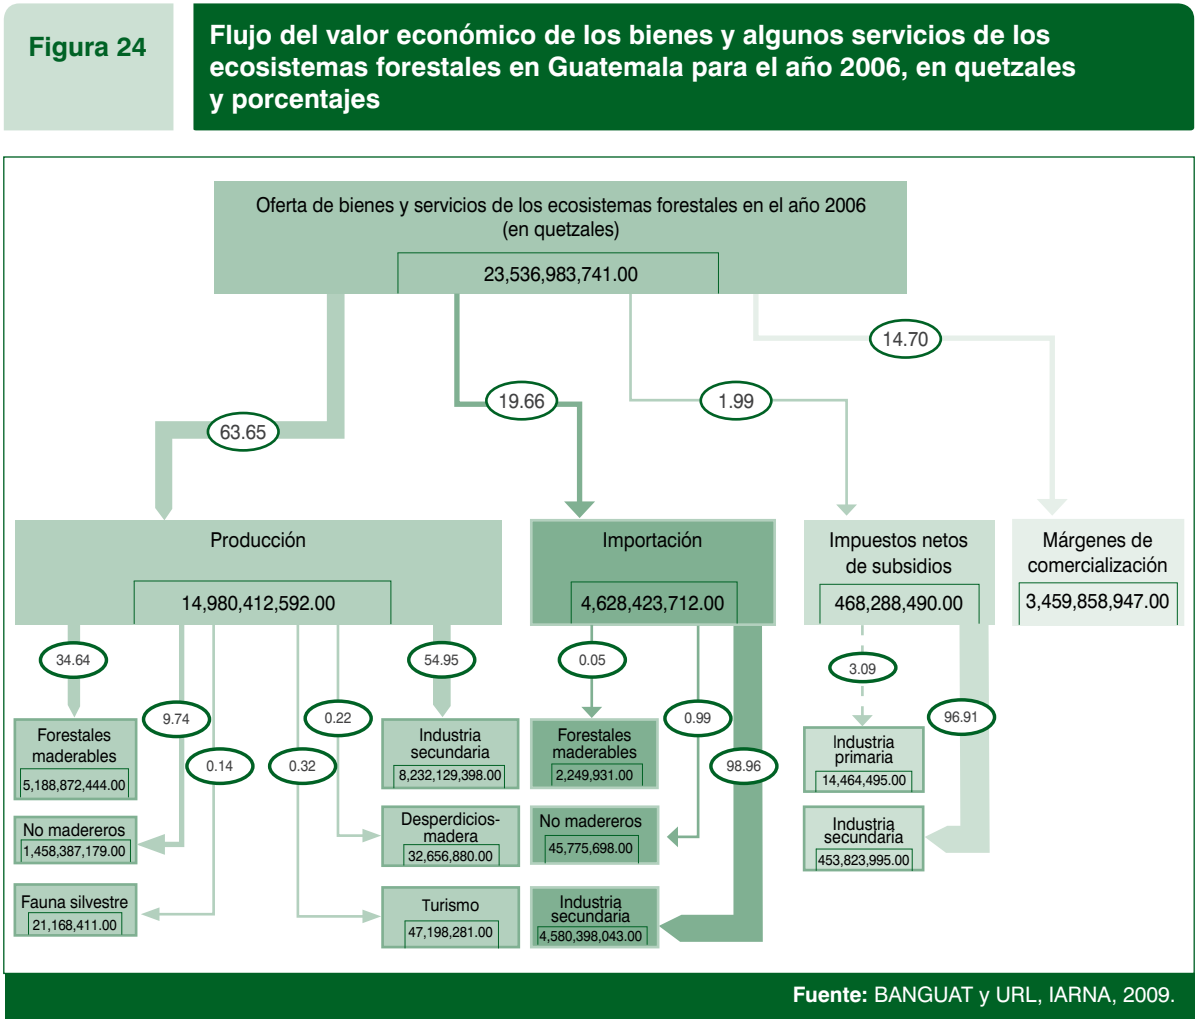 Figura 24
Flujo del valor económico de los bienes y algunos servicios de los
ecosistemas forestales en Guatemala para el año 2006, en quetzales
y porcentajes
Oferta de bienes y servicios de los ecosistemas forestales en el año 2006
(en quetzales)
23,536,983,741.00
14.70
19.66
1.99
63.65
Producción
14,980,412,592.00
Importación
4,628,423,712.00
Impuestos netos
de subsidios
468,288,490.00
Márgenes de
comercialización
3,459,858,947.00
34.64
9.74
0.14
0.32
0.22
54.95
Forestales
maderables
5,188,872,444.00
No madereros
1,458,387,179.00
Fauna silvestre
21,168,411.00
Industria
secundaria
8,232,129,398.00
Desperdicios-
madera
32,656,880.00
Turismo
47,198,281.00
0.05
0.99
98.96
Forestales
maderables
2,249,931.00
No madereros
45,775,698.00
Industria
secundaria
4,580,398,043.00
3.09
96.91
Industria
primaria
14,464,495.00
Industria
secundaria
453,823,995.00
Fuente: BANGUAT y URL, IARNA, 2009.